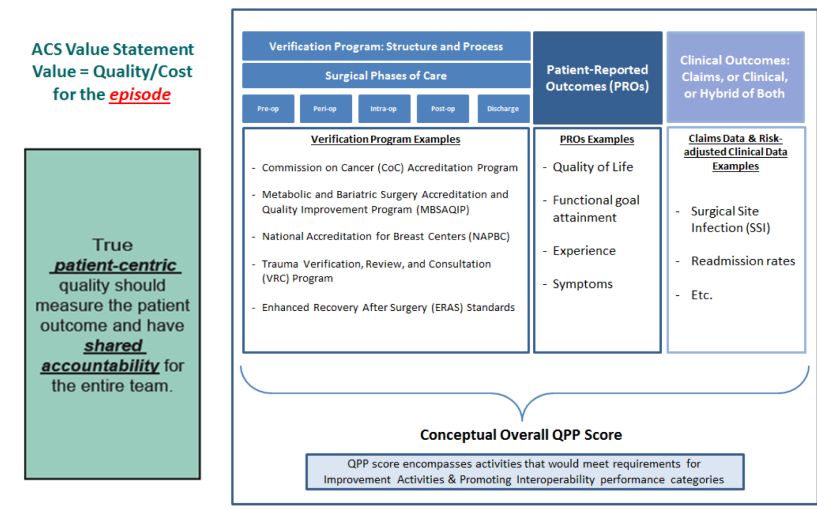 ACS Value Statement
Value = Quality/Cost
for the episode
True
patient-centric
quality should
measure the patient
outcome and have
shared
accountability for
the entire team.
Verification Program: Structure and Process
Surgical Phases of Care
Pre-op
Peri-op
Intra-op
Post-op
Discharge
Patient-Reported
Outcomes (PROs)
Clinical Outcomes:
Claims, or Clinical,
or Hybrid of Both
Verification Program Examples
- Commission on Cancer (CoC) Accreditation Program
- Metabolic and Bariatric Surgery Accreditation and
Quality Improvement Program (MBSAQIP)
- National Accreditation for Breast Centers (NAPBC)
- Trauma Verification, Review, and Consultation
(VRC) Program
- Enhanced Recovery After Surgery (ERAS) Standards
PROs Examples
- Quality of Life
- Functional goal
attainment
- Experience
- Symptoms
Claims Data & Risk-
adjusted Clinical Data
Examples
- Surgical Site
Infection (SSI)
- Readmission rates
- Etc.
Conceptual Overall QPP Score
QPP score encompasses activities that would meet requirements for
Improvement Activities & Promoting Interoperability performance categories